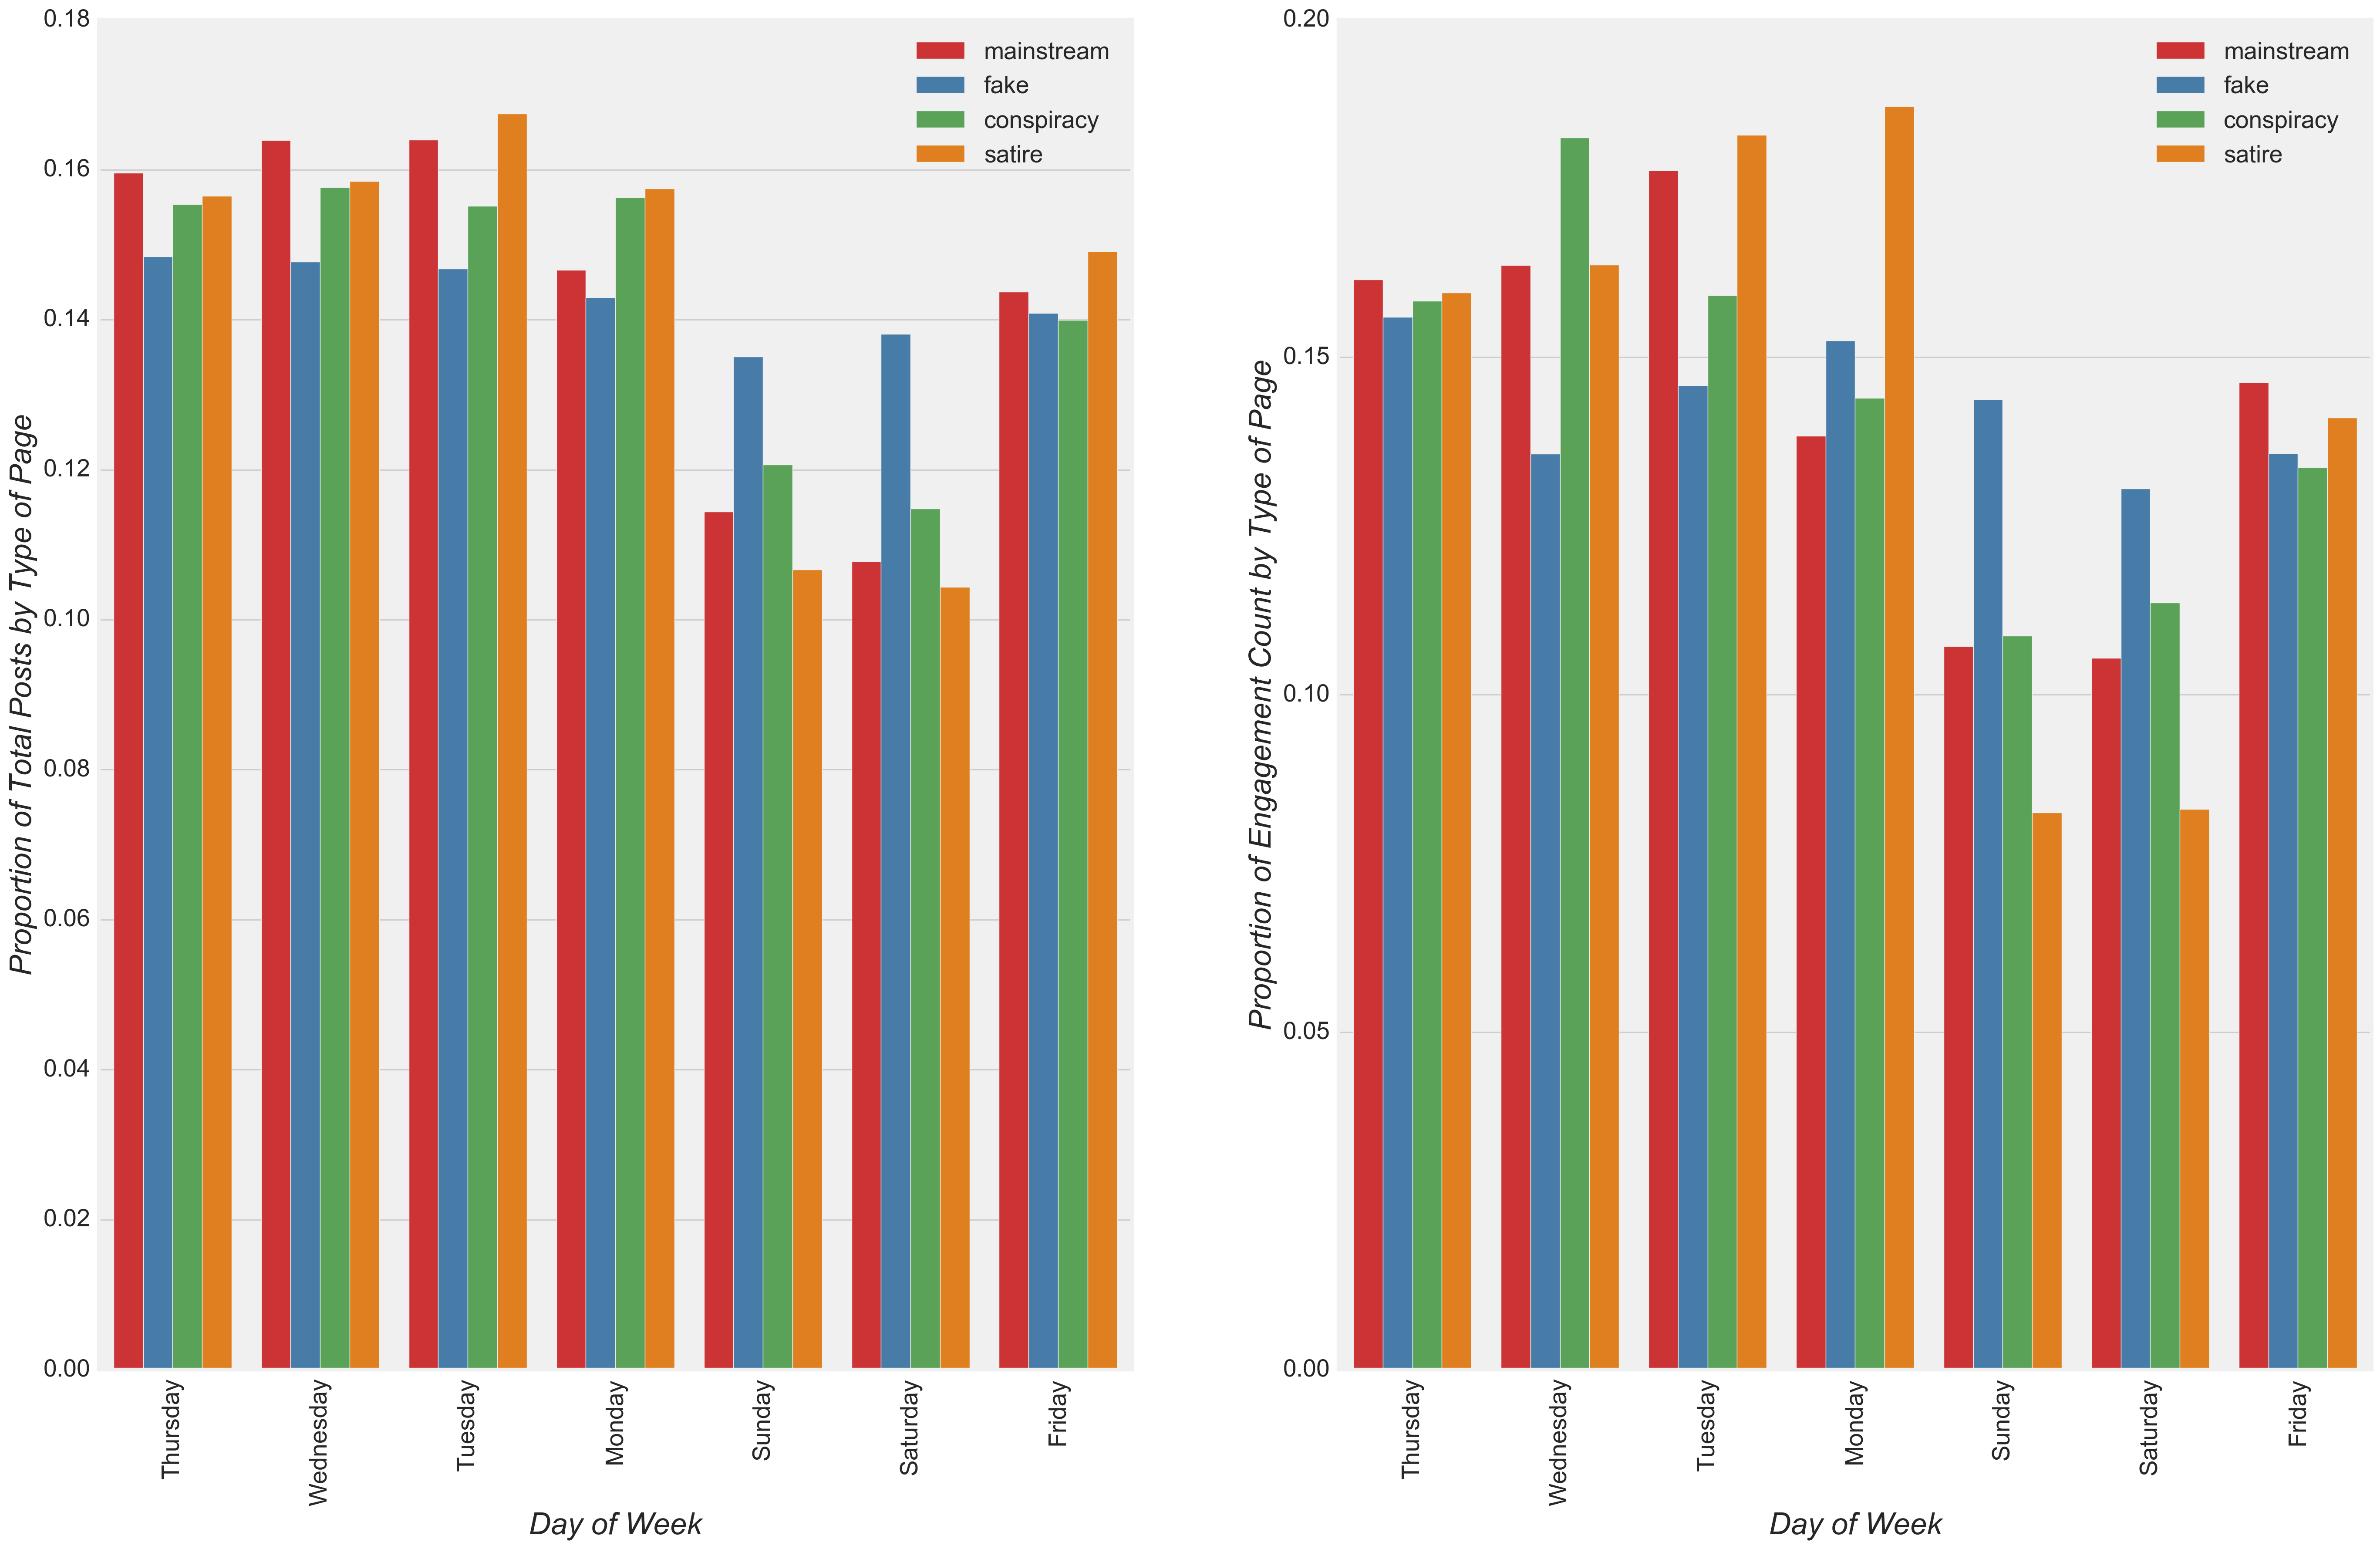 Proportion of Total Posts by Type of Page
0.18
0.16
0.14
0.12
0.10
0.08
0.06
0.04
0.02
0.00
mainstream
fake
conspiracy
satire
Thursday
Wednesday
Tuesday
Monday
Sunday
Saturday
Friday
Day of Week
Proportion of Engagement Count by Type of Page
0.20
0.15
0.10
0.05
0.00
mainstream
fake
conspiracy
satire
Thursday
Wednesday
Tuesday
Monday
Sunday
Saturday
Friday
Day of Week